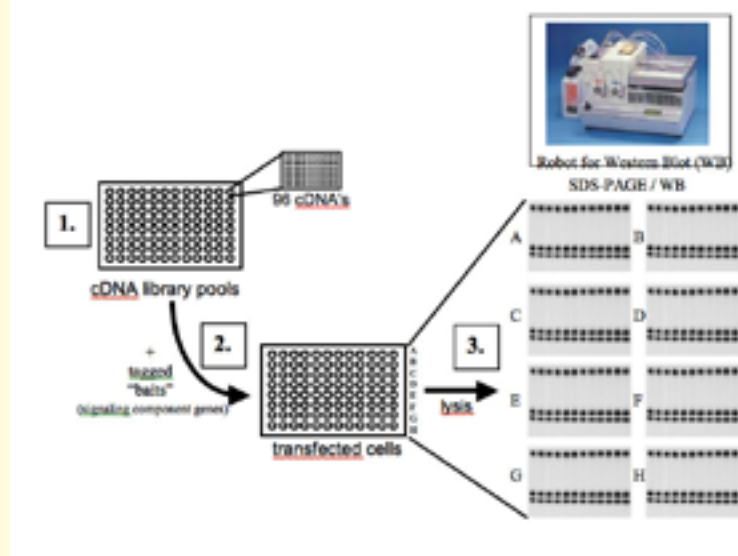 Robot for Western Blot (WB)
SDS-PAGE / WB
96 cDNA's
1.
cDNA library pools
2.
+
tagged
"baits"
(signaling component genes)
A
B
C
D
E
F
G
H
transfected cells
3.
lysis
A
B
C
D
E
F
G
H